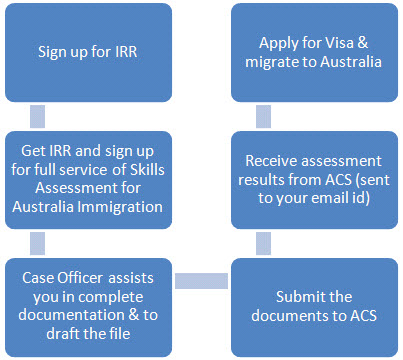 Sign up for IRR
Get IRR and sign up
for full service of Skills
Assessment for
Australia Immigration
Case Officer assists
you in complete
documentation & to
draft the file
Submit the
documents to ACS
Receive assessment
results from ACS (sent
to your email id)
Apply for Visa &
migrate to Australia